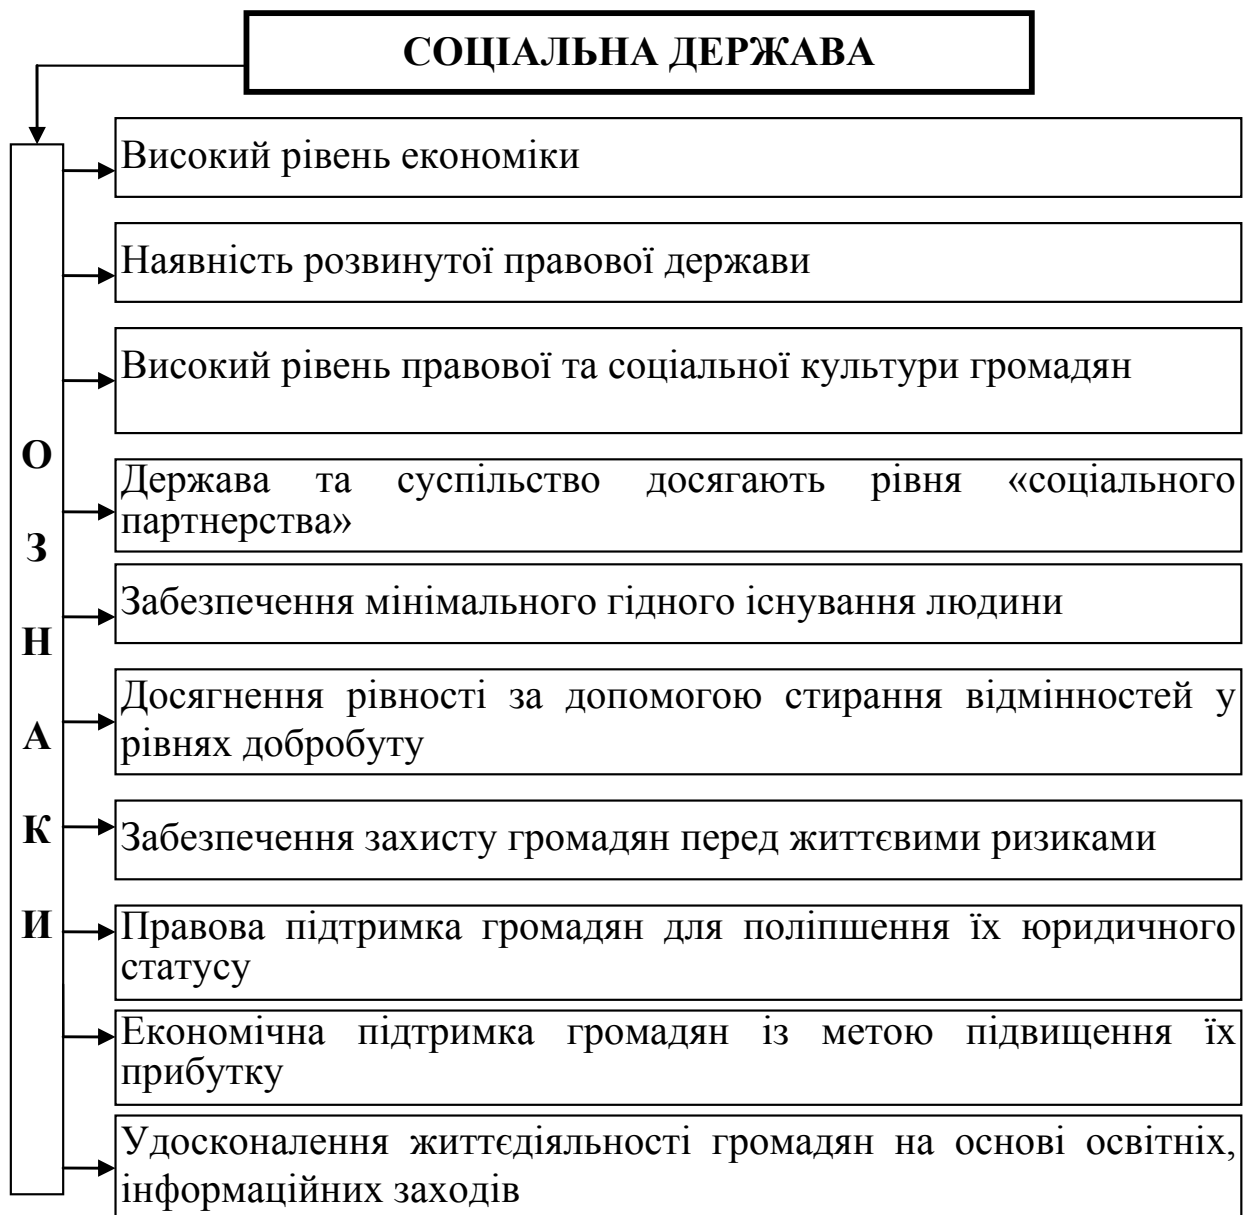 СОЦІАЛЬНА ДЕРЖАВА
ОЗНАКИ
Високий рівень економіки
Наявність розвинутої правової держави
Високий рівень правової та соціальної культури громадян
Держава та суспільство досягають рівня «соціального
партнерства»
Забезпечення мінімального гідного існування людини
Досягнення рівності за допомогою стирання відмінностей у
рівнях добробуту
Забезпечення захисту громадян перед життєвими ризиками
Правова підтримка громадян для поліпшення їх юридичного
статусу
Економічна підтримка громадян із метою підвищення їх
прибутку
Удосконалення життєдіяльності громадян на основі освітніх,
інформаційних заходів